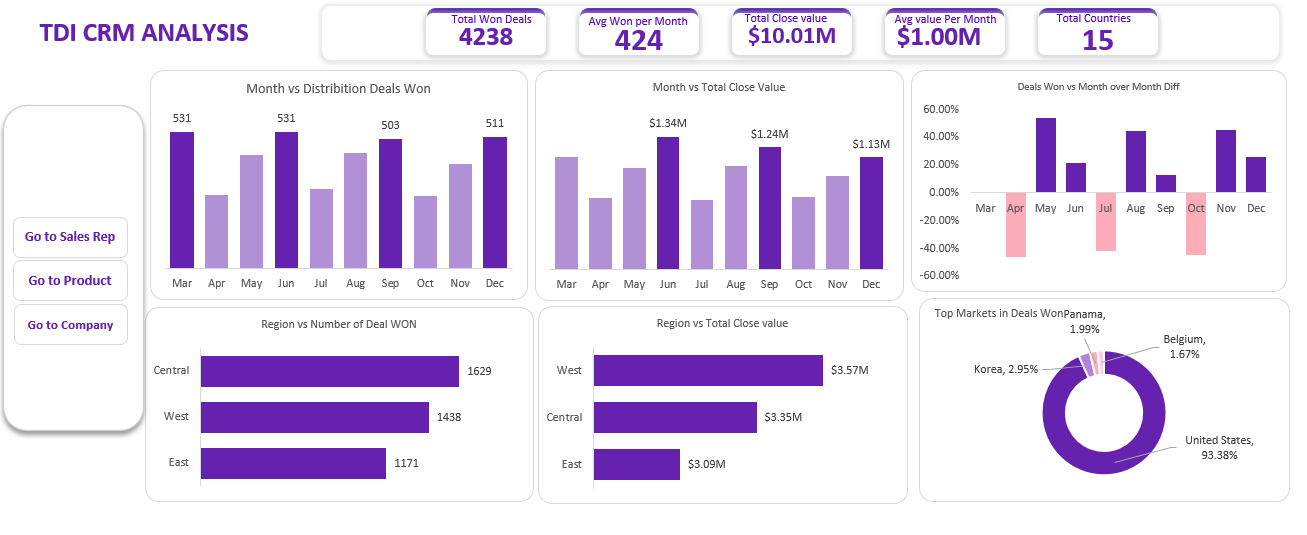 TDI CRM ANALYSIS
Total Won Deals
4238
Avg Won per Month
424
Total Close value
$10.01M
Avg value Per Month
$1.00M
Total Countries
15
Go to Sales Rep
Go to Product
Go to Company
Month vs Distribition Deals Won
531
531
503
511
Mar Apr May Jun Jul Aug Sep Oct Nov Dec
Month vs Total Close Value
$1.34M
$1.24M
$1.13M
Mar Apr May Jun Jul Aug Sep Oct Nov Dec
Deals Won vs Month over Month Diff
60.00%
40.00%
20.00%
0.00%
-20.00%
-40.00%
-60.00%
Mar Apr May Jun Jul Aug Sep Oct Nov Dec
Region vs Number of Deal WON
Central 1629
West 1438
East 1171
Region vs Total Close value
West $3.57M
Central $3.35M
East $3.09M
Top Markets in Deals Won
Panama,
1.99%
Belgium,
1.67%
Korea, 2.95%
United States,
93.38%